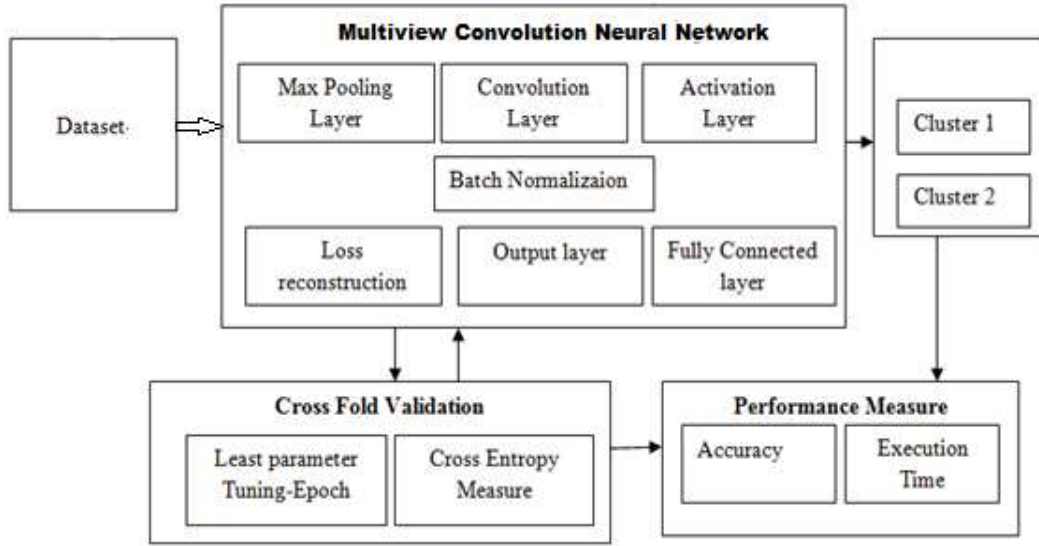 Multiview Convolution Neural Network
Dataset
Max Pooling
Layer
Convolution
Layer
Activation
Layer
Batch Normalizaion
Loss
reconstruction
Output layer
Fully Connected
layer
Cluster 1
Cluster 2
Cross Fold Validation
Least parameter
Tuning-Epoch
Cross Entropy
Measure
Performance Measure
Accuracy
Execution
Time